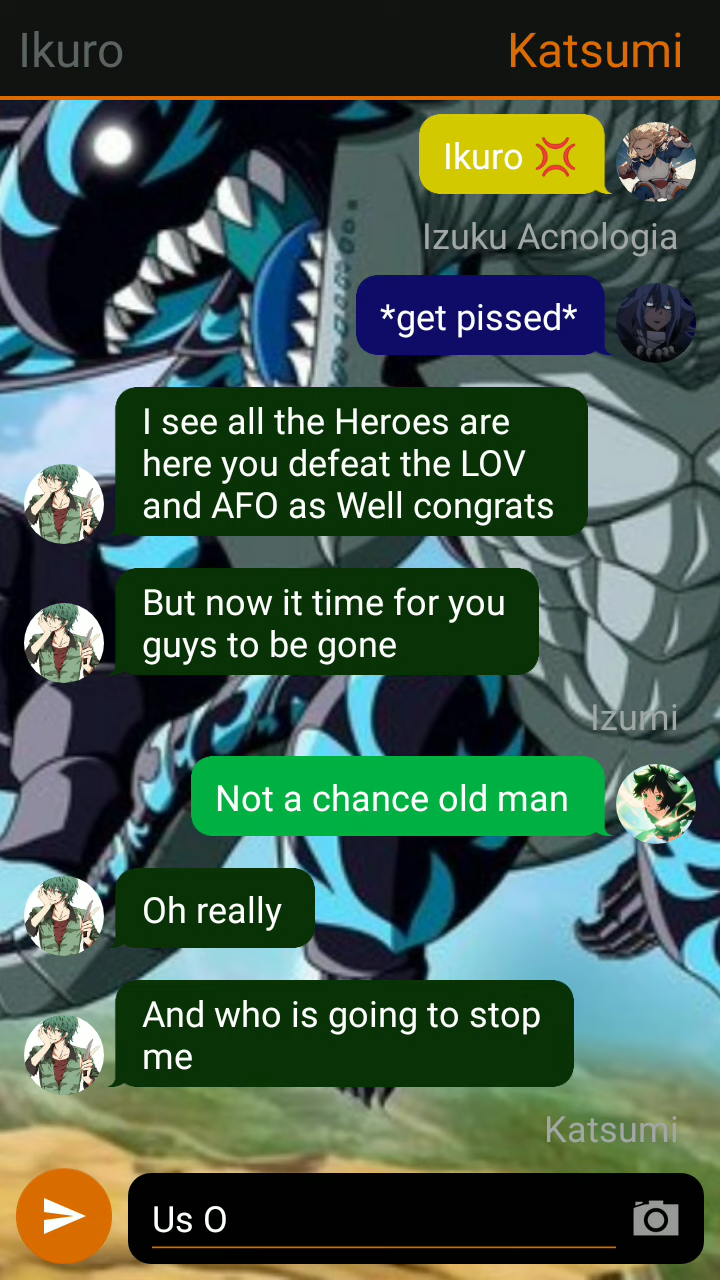 Ikuro
Katsumi
Ikuro 💢
Izuku Acnologia
*get pissed*
I see all the Heroes are
here you defeat the LOV
and AFO as Well congrats
But now it time for you
guys to be gone
Izumi
Not a chance old man
Oh really
And who is going to stop
me
Katsumi
Us O